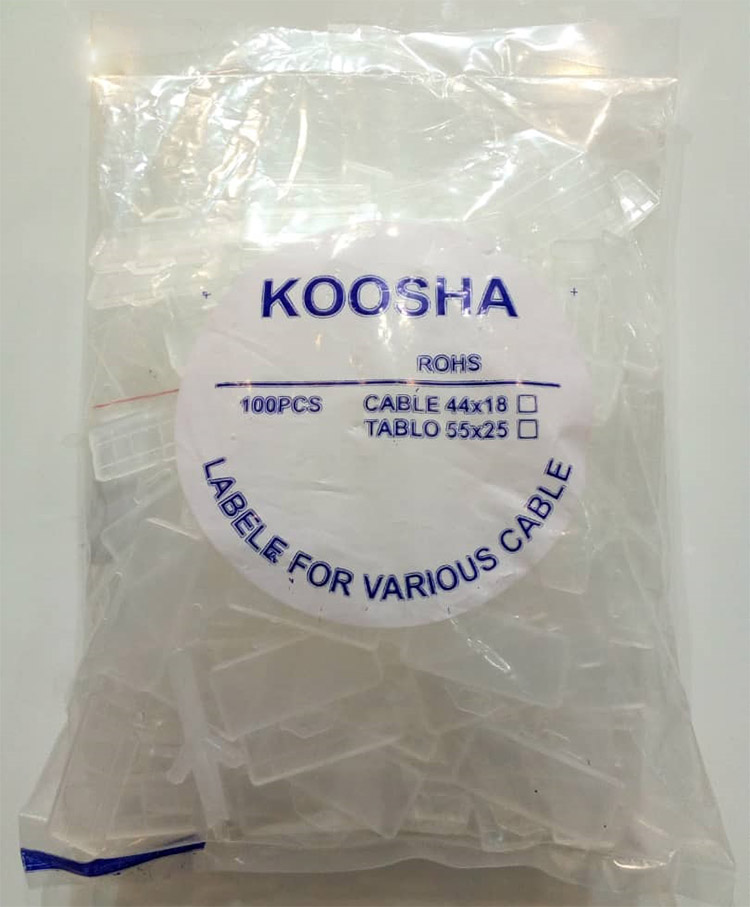 KOOSHA
ROHS
100PCS CABLE 44x18 □
TABLO 55x25 □
LABELE FOR VARIOUS CABLE